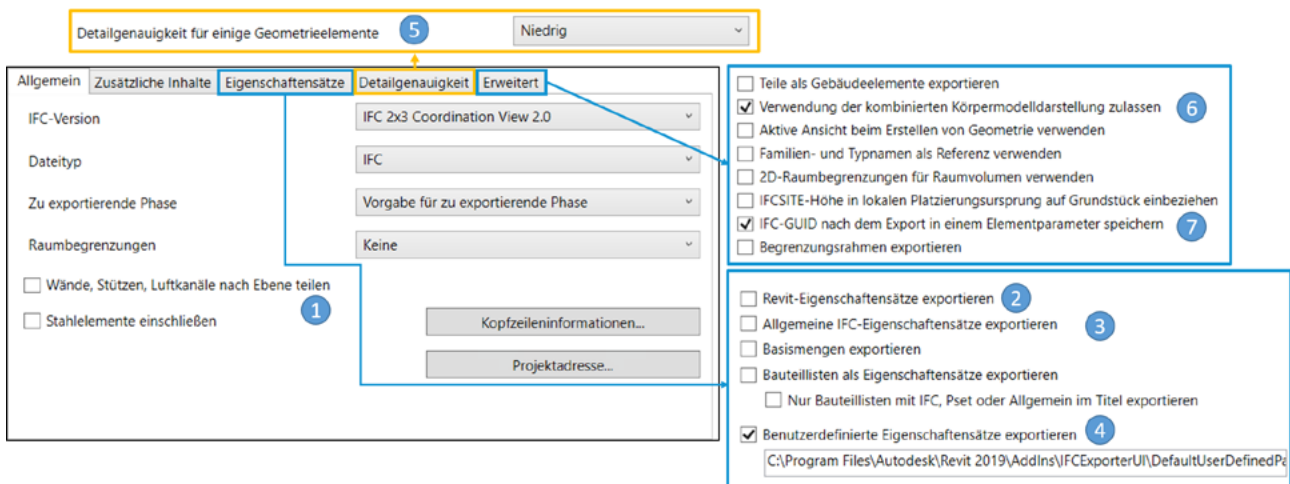 Detailgenauigkeit für einige Geometrieelemente 5 Niedrig
Allgemein Zusätzliche Inhalte Eigenschaftensätze Detailgenauigkeit Erweitert
IFC-Version IFC 2x3 Coordination View 2.0
Dateityp IFC
Zu exportierende Phase Vorgabe für zu exportierende Phase
Raumbegrenzungen Keine
Wände, Stützen, Luftkanäle nach Ebene teilen
1
Stahlelemente einschließen
Kopfzeileninformationen...
Projektadresse...
Teile als Gebäudeelemente exportieren
Verwendung der kombinierten Körpermodelldarstellung zulassen 6
Aktive Ansicht beim Erstellen von Geometrie verwenden
Familien- und Typnamen als Referenz verwenden
2D-Raumbegrenzungen für Raumvolumen verwenden
IFCSITE-Höhe in lokalen Platzierungsursprung auf Grundstück einbeziehen
IFC-GUID nach dem Export in einem Elementparameter speichern 7
Begrenzungsrahmen exportieren
Revit-Eigenschaftensätze exportieren 2
Allgemeine IFC-Eigenschaftensätze exportieren 3
Basismengen exportieren
Bauteillisten als Eigenschaftensätze exportieren
Nur Bauteillisten mit IFC, Pset oder Allgemein im Titel exportieren
Benutzerdefinierte Eigenschaftensätze exportieren 4
C:\Program Files\Autodesk\Revit 2019\AddIns\IFCExporterUI\DefaultUserDefinedPa